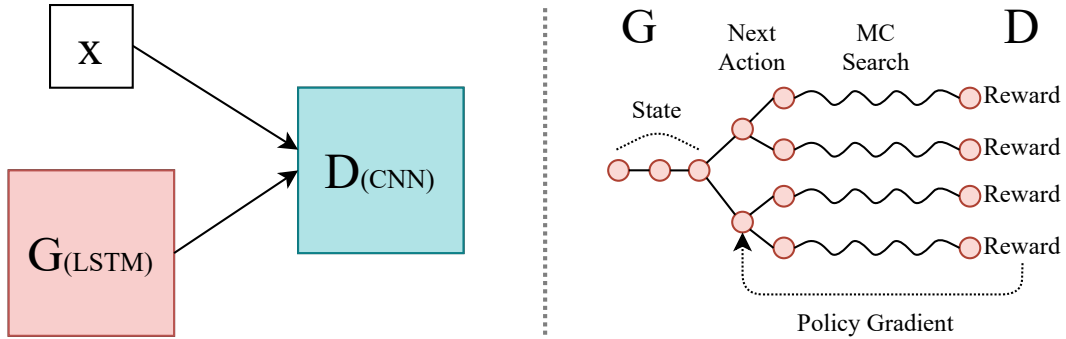 x
D(CNN)
G(LSTM)
G
D
Next
Action
MC
Search
State
Reward
Reward
Reward
Reward
Policy Gradient